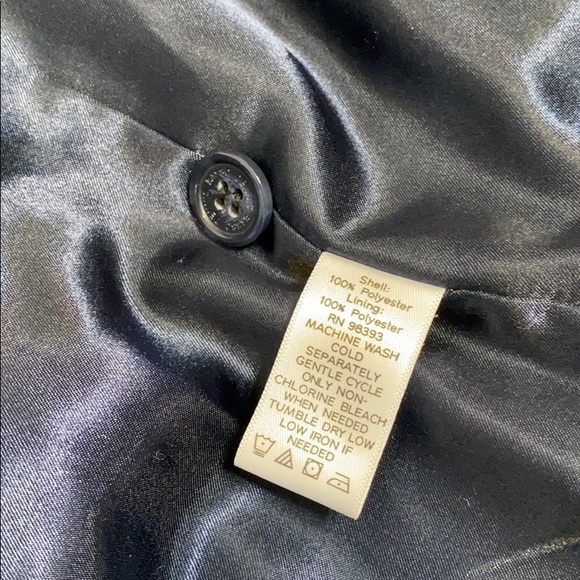 Shell:
100% Polyester
Lining:
100% Polyester
RN 98393
MACHINE WASH
COLD
SEPARATELY
GENTLE CYCLE
ONLY NON-
CHLORINE BLEACH
WHEN NEEDED
TUMBLE DRY LOW
LOW IRON IF
NEEDED